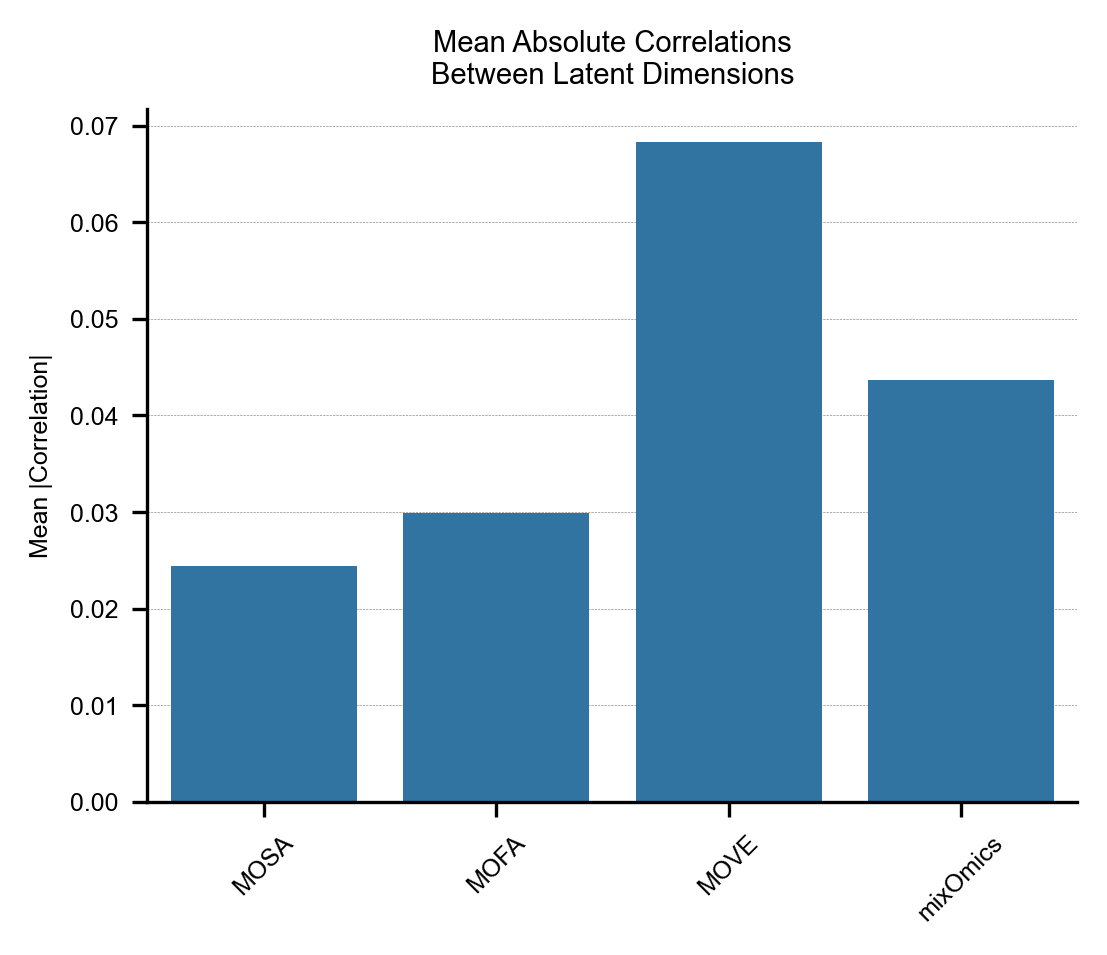 Mean Absolute Correlations
Between Latent Dimensions
Mean |Correlation|
0.07
0.06
0.05
0.04
0.03
0.02
0.01
0.00
MOSA
MOFA
MOVE
mixOmics